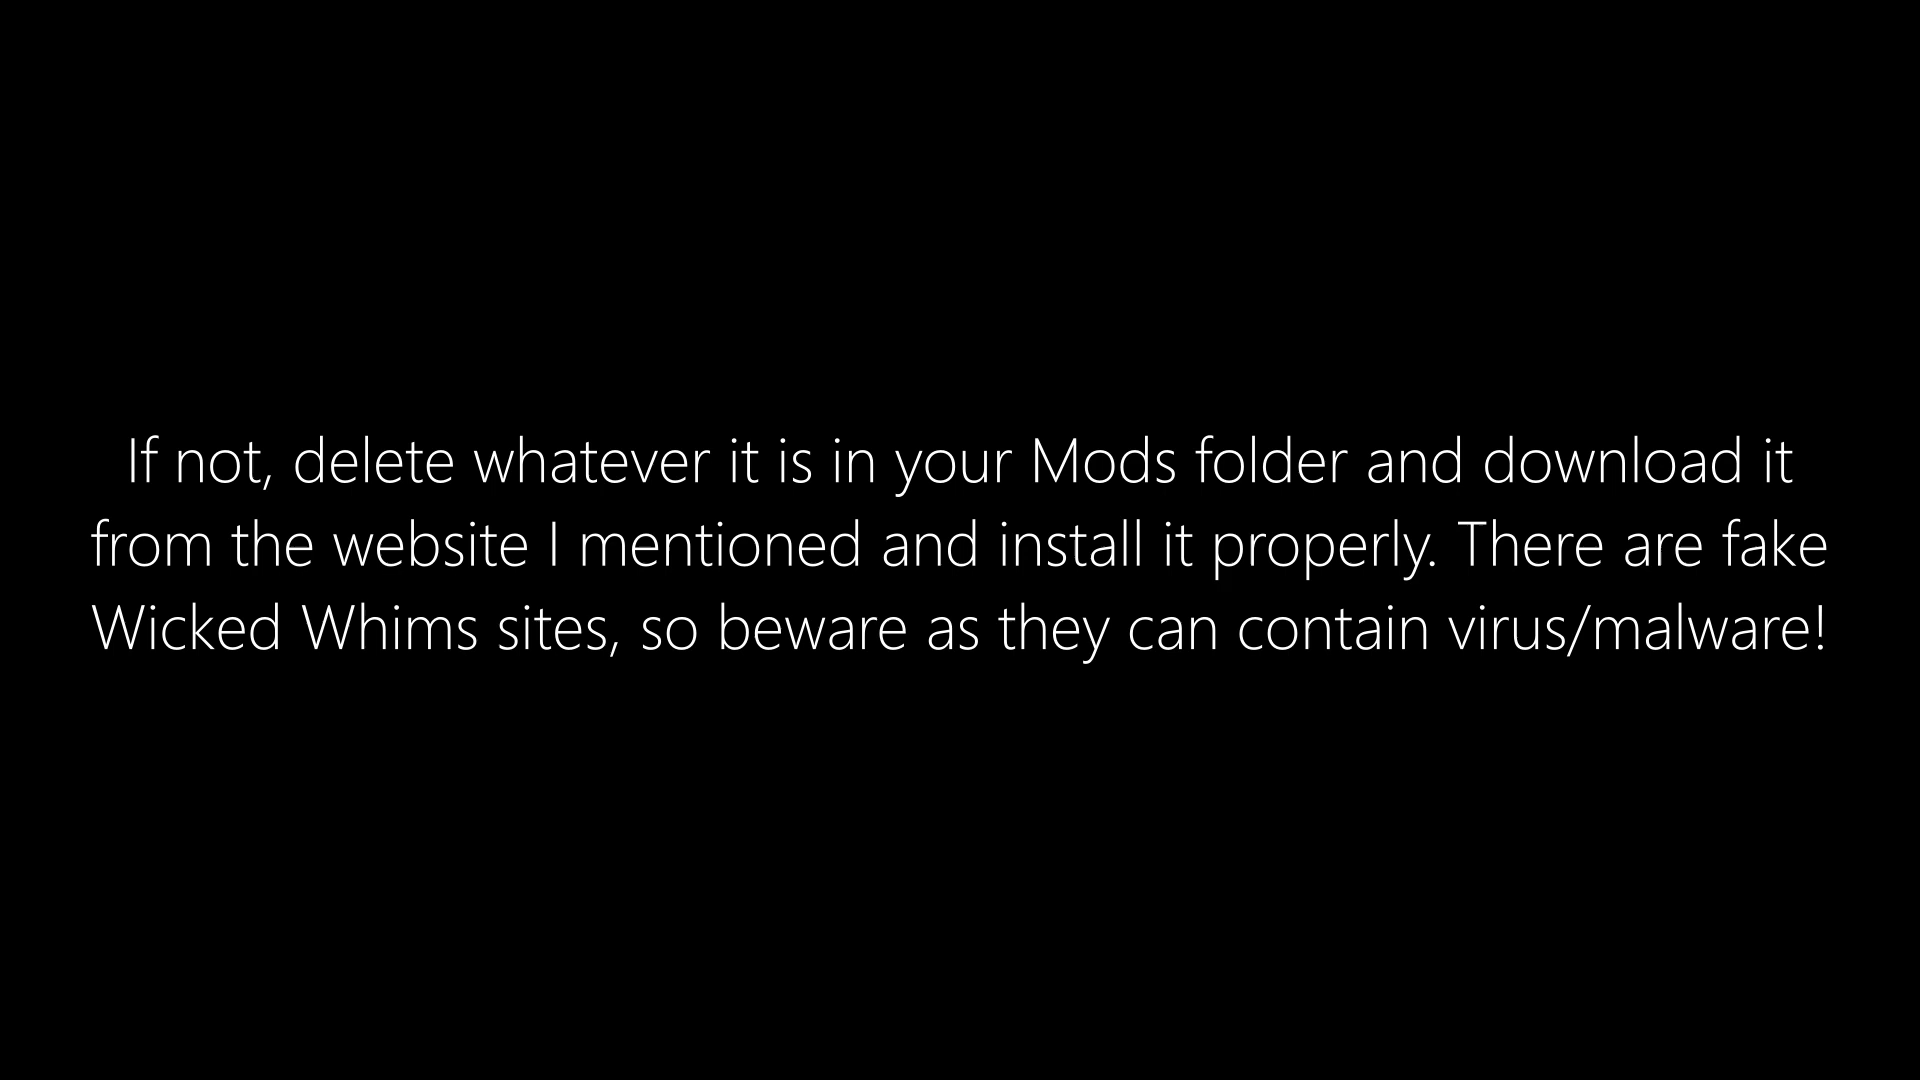 If not, delete whatever it is in your Mods folder and download it
from the website I mentioned and install it properly. There are fake
Wicked Whims sites, so beware as they can contain virus/malware!